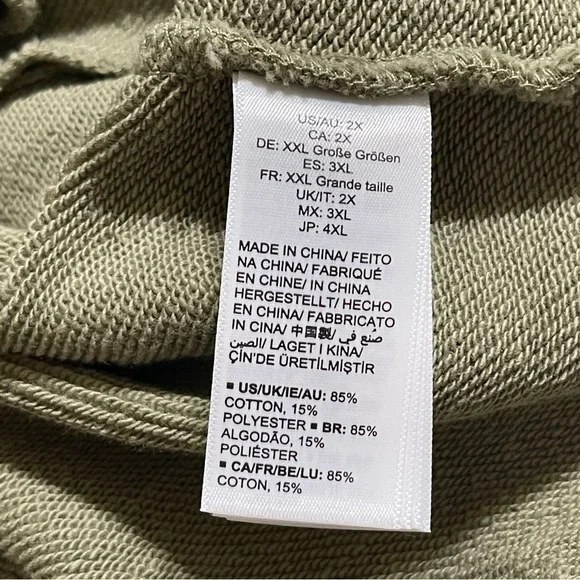 US/AU: 2X
CA: 2X
DE: XXL Große Größen
ES: 3XL
FR: XXL Grande taille
UK/IT: 2X
MX: 3XL
JP: 4XL
MADE IN CHINA/ FEITO
NA CHINA/ FABRIQUÉ
EN CHINE/ IN CHINA
HERGESTELLT/ HECHO
EN CHINA/ FABBRICATO
IN CINA/ 中国製/ صنع في
الصين/ LAGET I KINA/
ÇİN'DE ÜRETİLMİŞTİR
■ US/UK/IE/AU: 85%
COTTON, 15%
POLYESTER ■ BR: 85%
ALGODÃO, 15%
POLIÉSTER
■ CA/FR/BE/LU: 85%
COTON, 15%